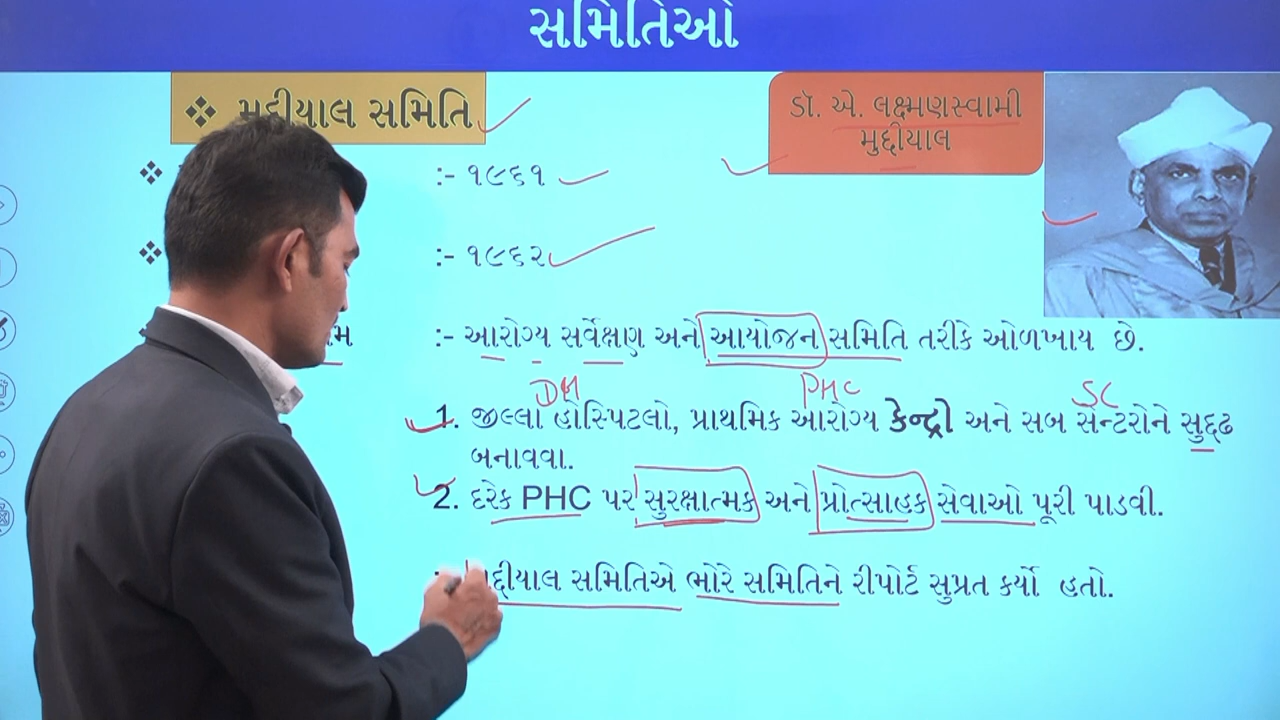 સમિતિઓ
❖ મુદ્દીયાલ સમિતિ
ડૉ. એ. લક્ષ્મણસ્વામી
મુદ્દીયાલ
❖ :- ૧૯૬૧
❖ :- ૧૯૬૨
:- આરોગ્ય સર્વેક્ષણ અને આયોજન સમિતિ તરીકે ઓળખાય છે.
DH PHC SC
1. જીલ્લા હોસ્પિટલો, પ્રાથમિક આરોગ્ય કેન્દ્રો અને સબ સેન્ટરોને સુદ્દઢ
બનાવવા.
2. દરેક PHC પર સુરક્ષાત્મક અને પ્રોત્સાહક સેવાઓ પૂરી પાડવી.
સમિતિએ ભોરે સમિતિને રીપોર્ટ સુપ્રત કર્યો હતો.